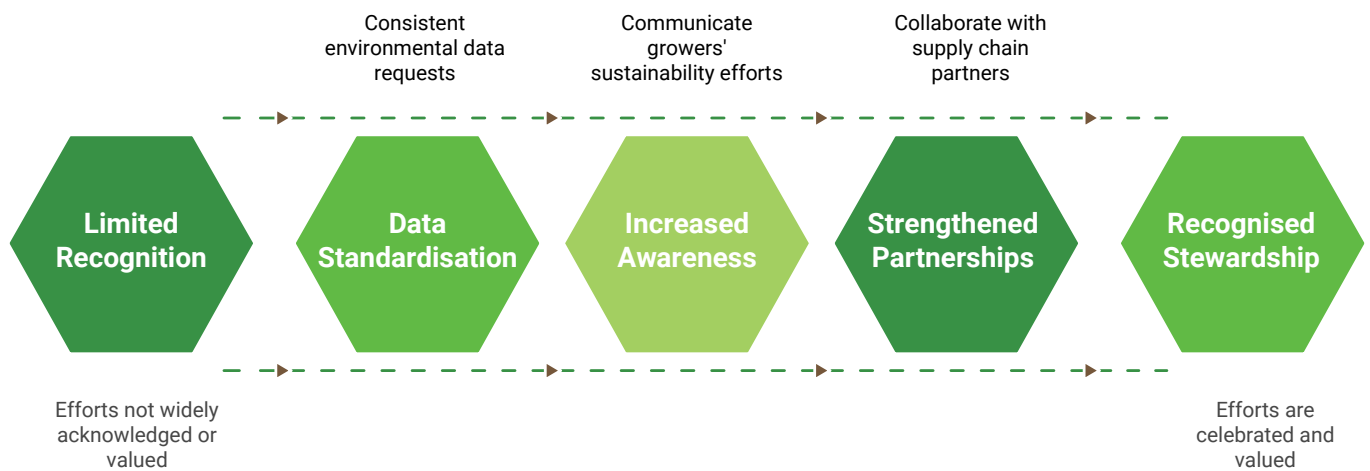 Consistent
environmental data
requests
Communicate
growers'
sustainability efforts
Collaborate with
supply chain
partners
Limited
Recognition
Data
Standardisation
Increased
Awareness
Strengthened
Partnerships
Recognised
Stewardship
Efforts not widely
acknowledged or
valued
Efforts are
celebrated and
valued